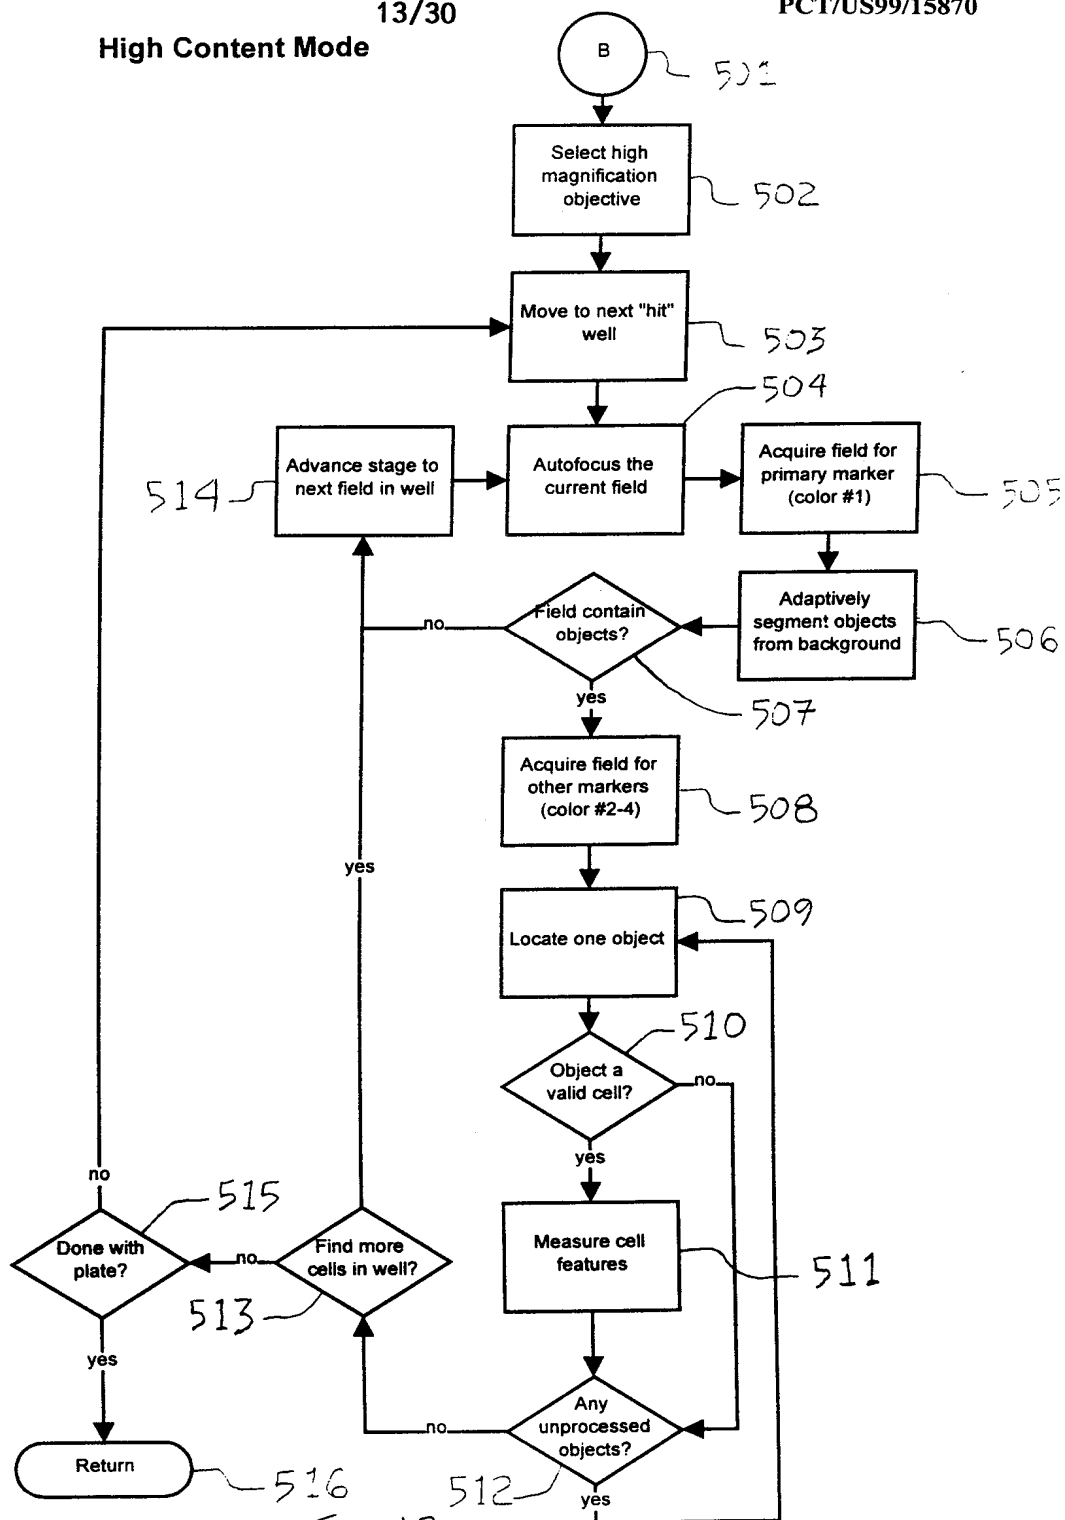 13/30
PCT/US99/15870
High Content Mode
B
501
Select high
magnification
objective
502
Move to next "hit"
well
503
504
Advance stage to
next field in well
514
Autofocus the
current field
Acquire field for
primary marker
(color #1)
505
Adaptively
segment objects
from background
506
Field contain
objects?
no
507
yes
Acquire field for
other markers
(color #2-4)
508
yes
Locate one object
509
510
Object a
valid cell?
no
yes
Measure cell
features
511
no
515
Done with
plate?
no
Find more
cells in well?
513
yes
Any
unprocessed
objects?
no
512
yes
Return
516